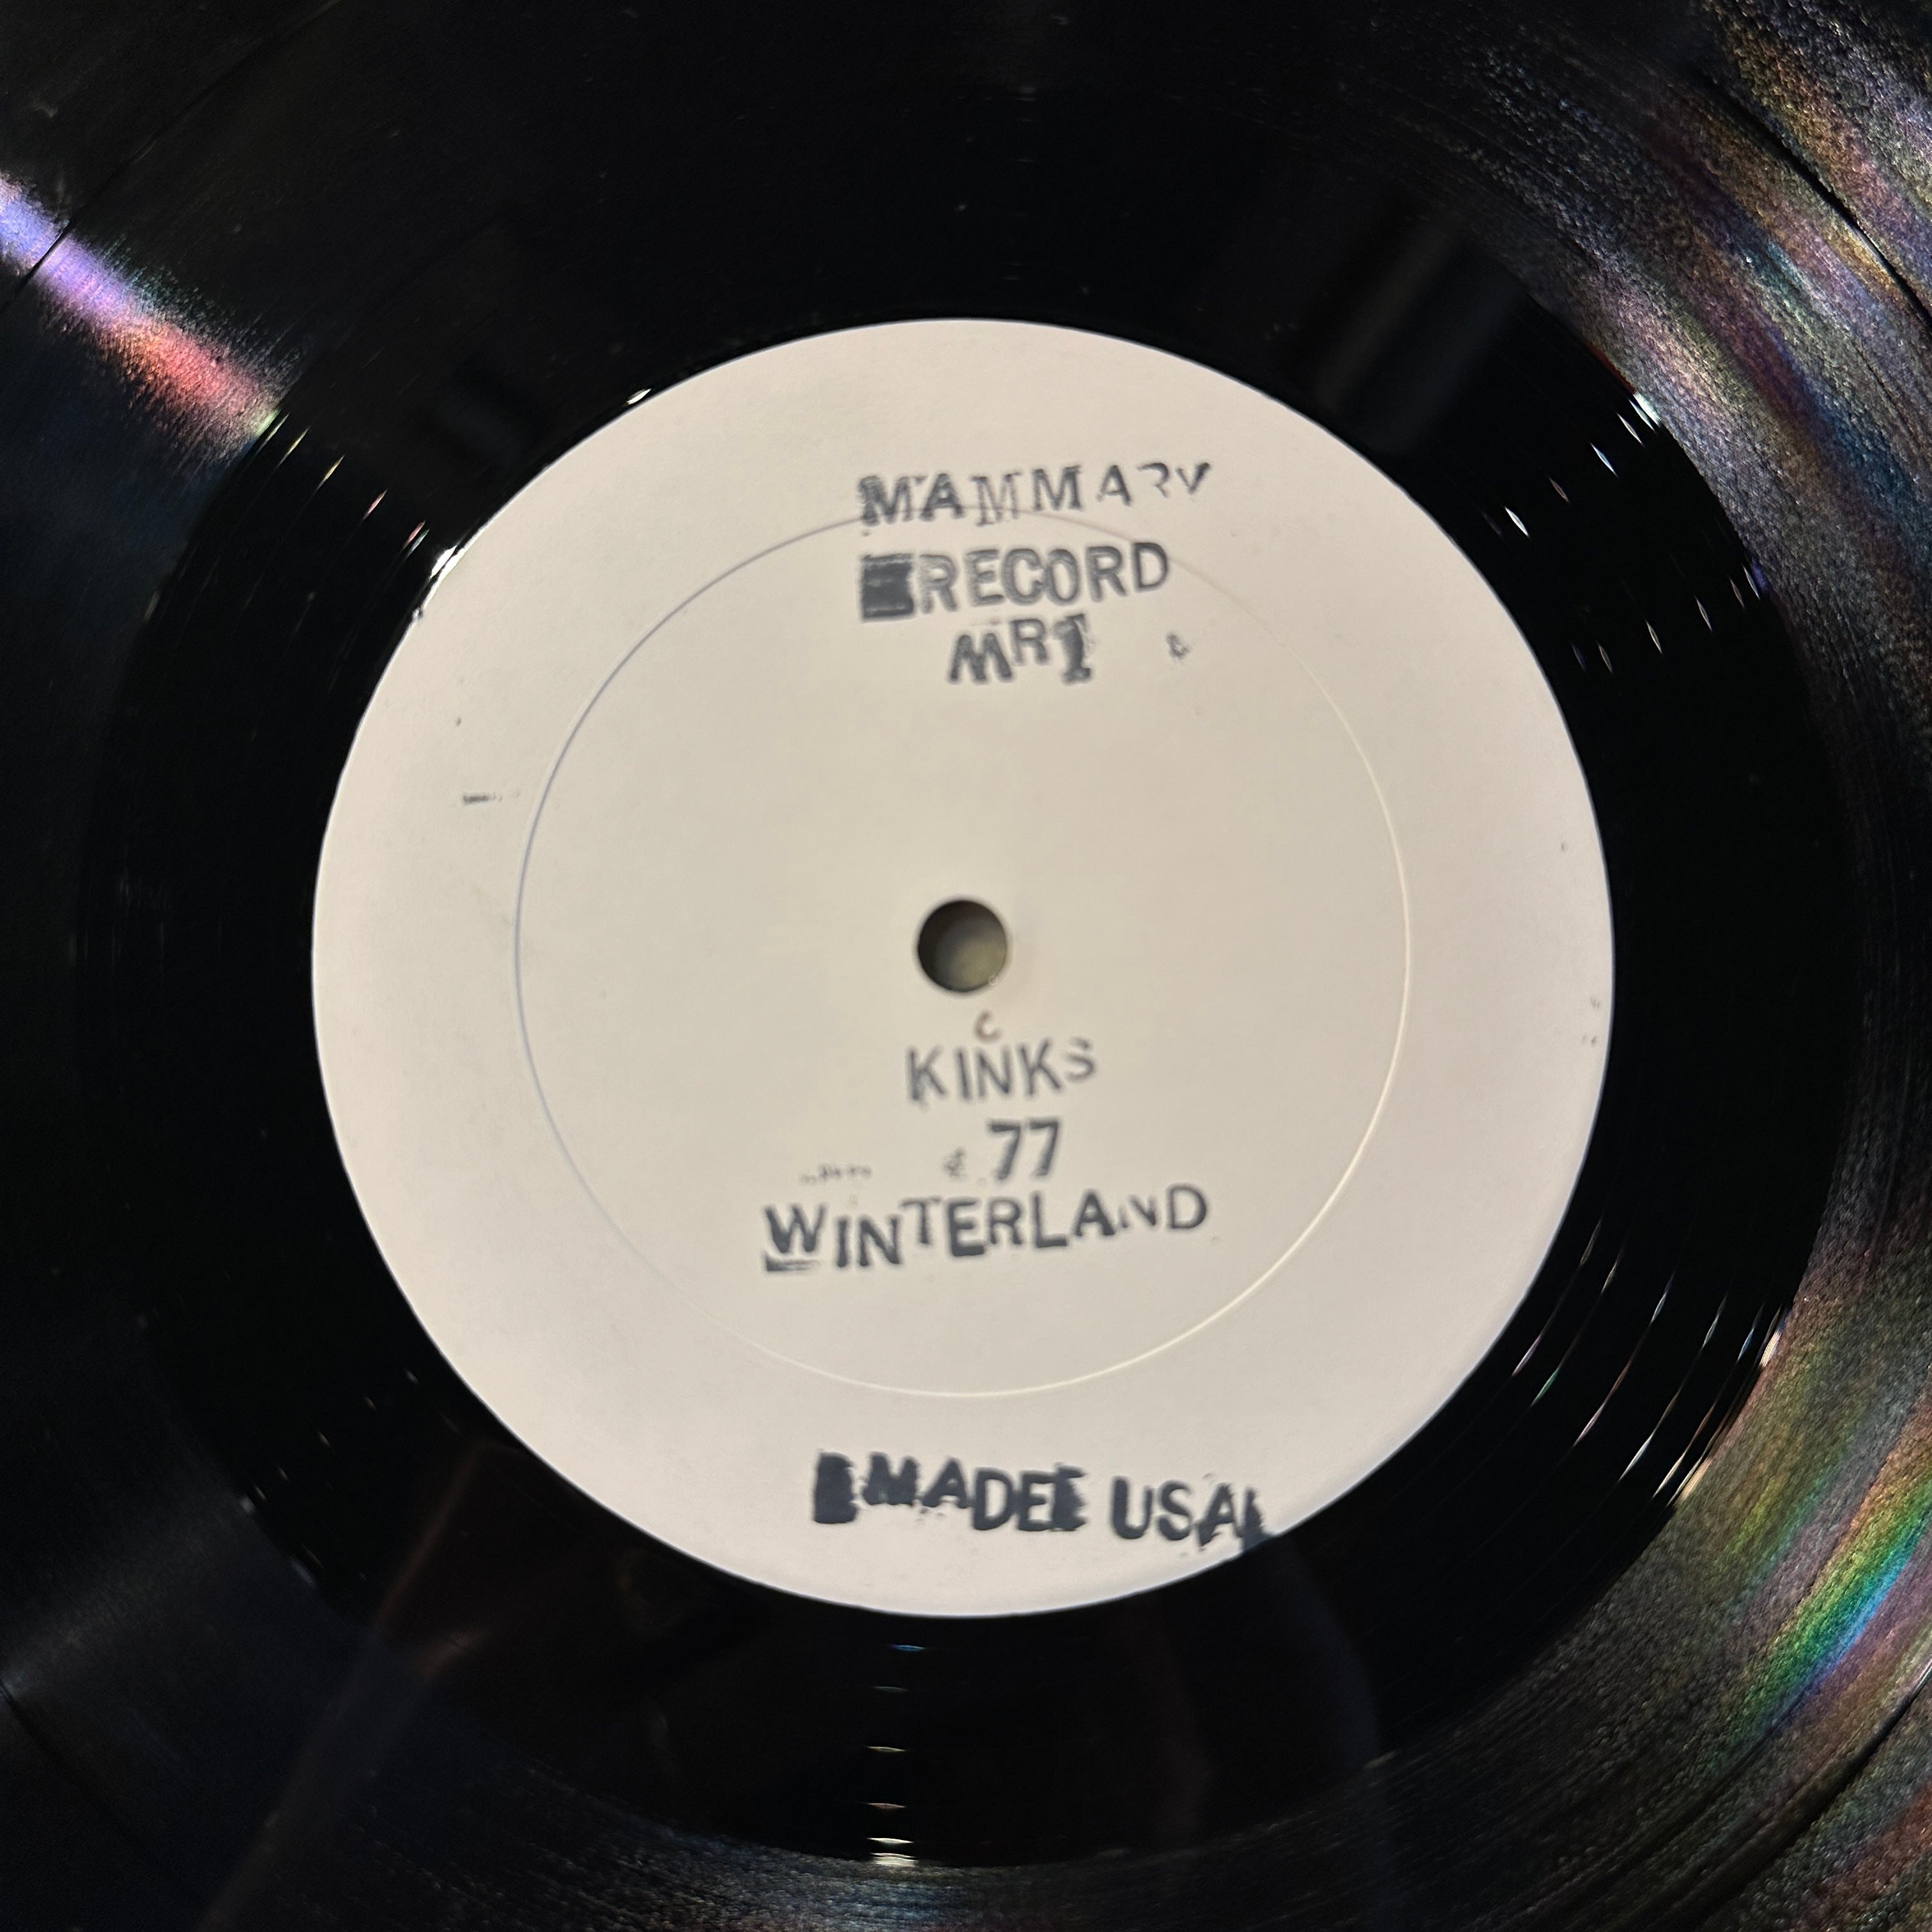 MAMMARY
RECORD
MR1
C
KINKS
77
WINTERLAND
MADE USA